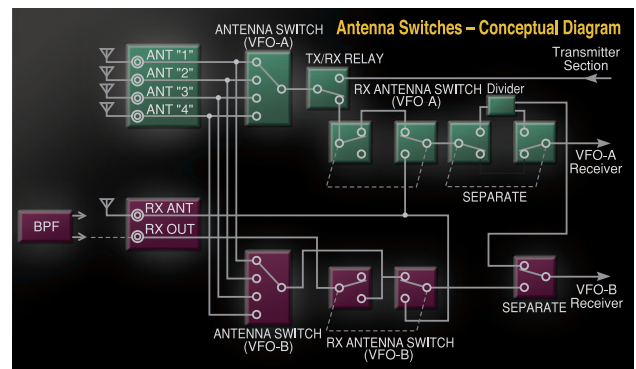 Antenna Switches – Conceptual Diagram
ANTENNA SWITCH
(VFO-A)
TX/RX RELAY
Transmitter
Section
ANT "1"
ANT "2"
ANT "3"
ANT "4"
RX ANTENNA SWITCH
(VFO A)
Divider
VFO-A
Receiver
SEPARATE
BPF
RX ANT
RX OUT
ANTENNA SWITCH
(VFO-B)
RX ANTENNA SWITCH
(VFO-B)
SEPARATE
VFO-B
Receiver